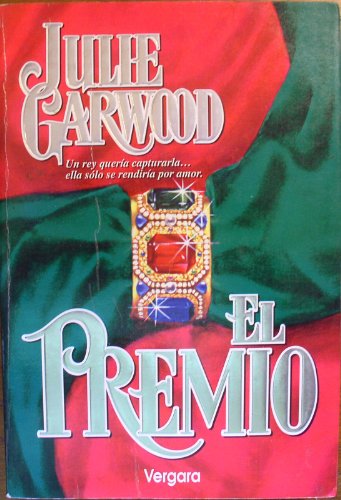 JULIE
GARWOOD
Un rey quería capturarla...
ella sólo se rendiría por amor.
EL
PREMIO
Vergara